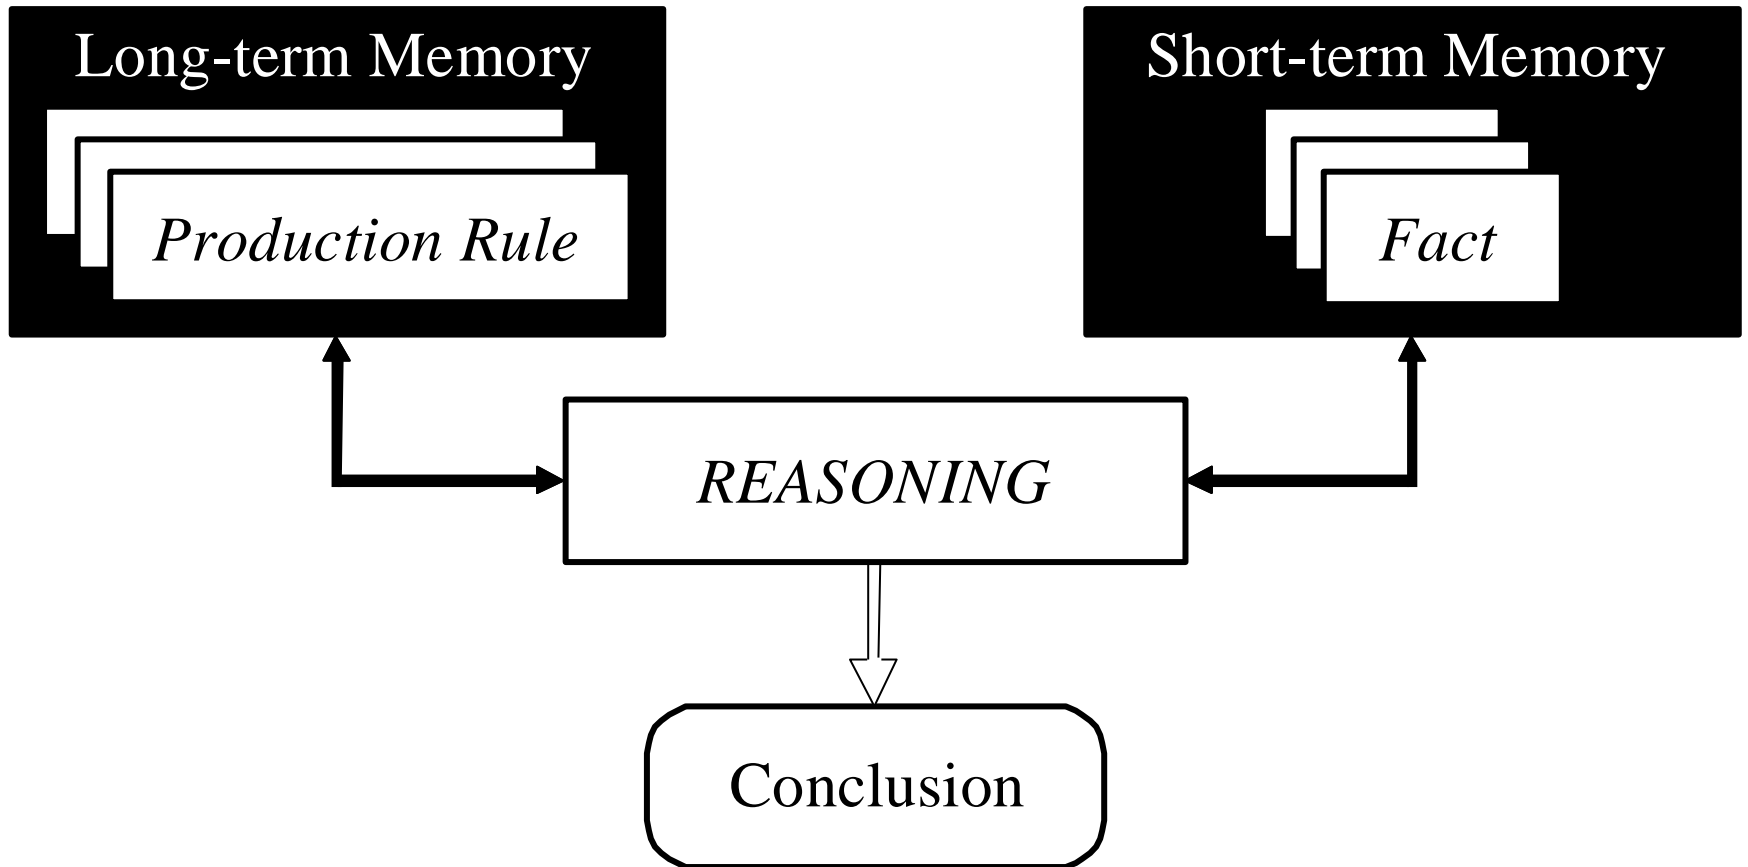 Long-term Memory
Short-term Memory
Production Rule
Fact
REASONING
Conclusion